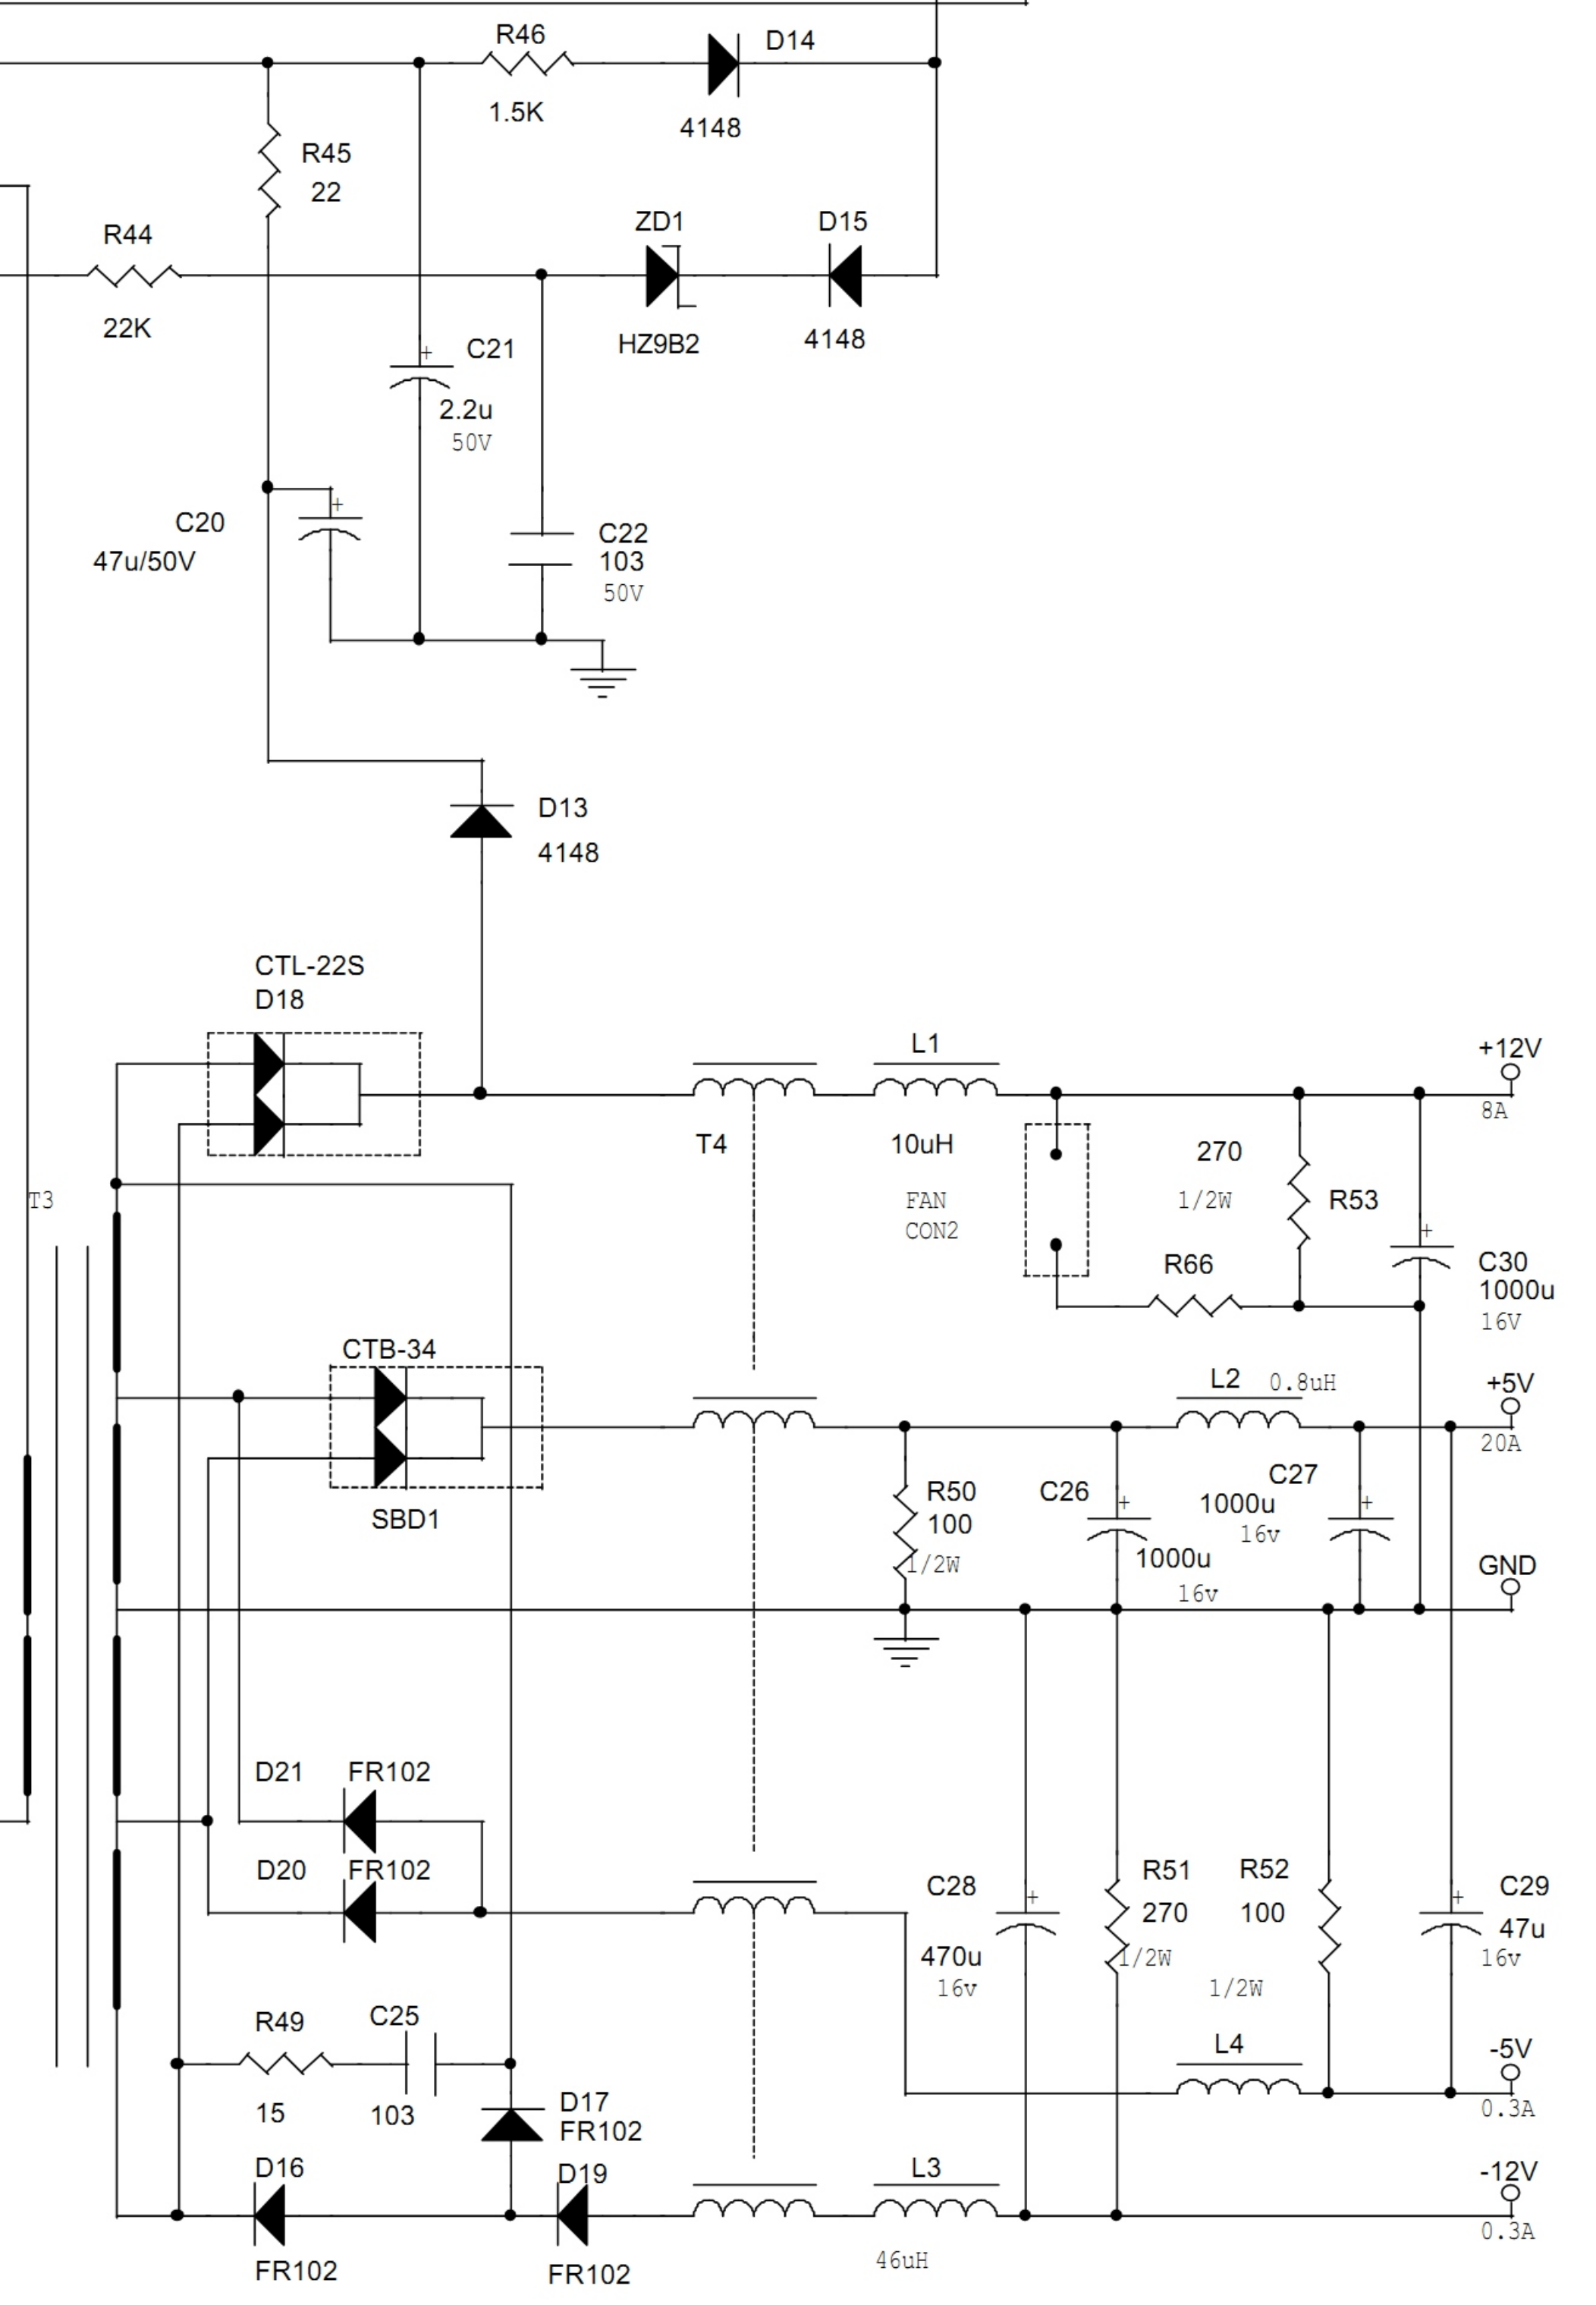 R46
D14
1.5K
4148
R45
22
R44
22K
ZD1
D15
HZ9B2
4148
+
C21
2.2u
50V
+
C20
47u/50V
C22
103
50V
D13
4148
CTL-22S
D18
L1
+12V
8A
T4
10uH
FAN
CON2
270
1/2W
R53
T3
+
R66
C30
1000u
16V
CTB-34
SBD1
L2
0.8uH
+5V
20A
R50
100
1/2W
C26
+
1000u
16v
C27
1000u
16v
+
GND
D21
FR102
D20
FR102
C28
+
470u
16v
R51
270
1/2W
R52
100
1/2W
+
C29
47u
16v
R49
15
C25
103
L4
-5V
0.3A
D17
FR102
D16
FR102
D19
FR102
L3
46uH
-12V
0.3A